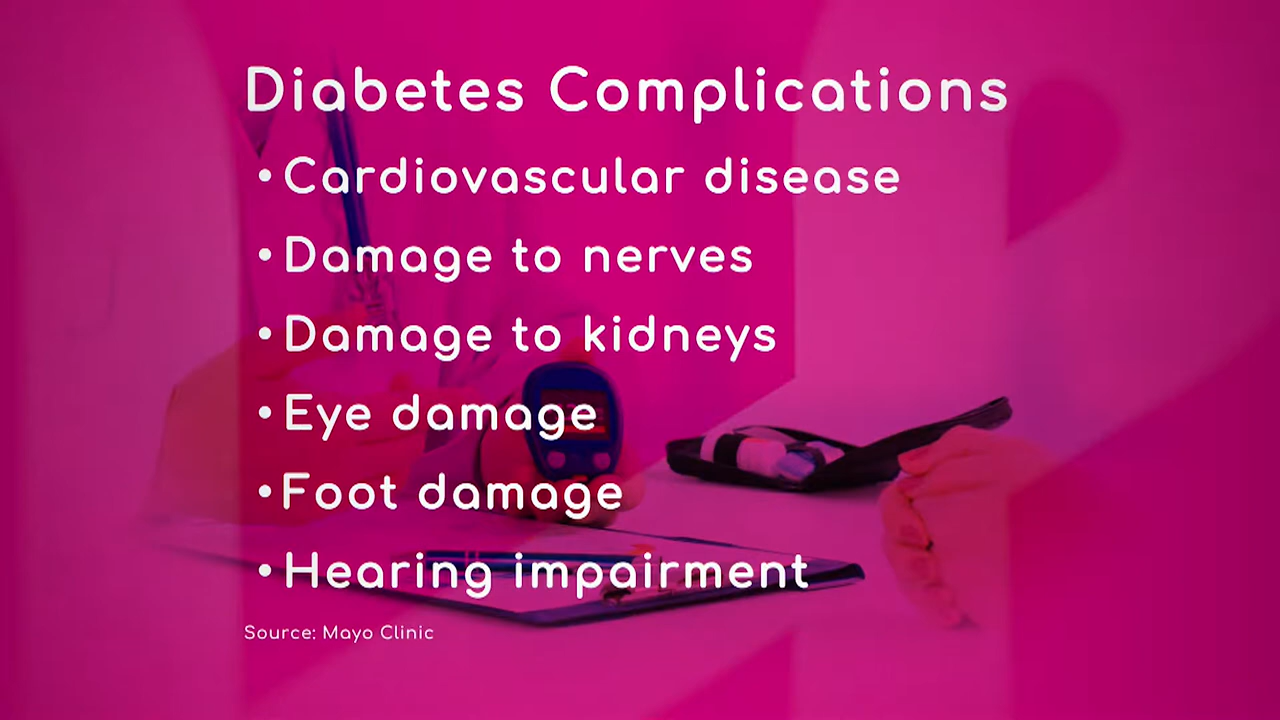 Diabetes Complications
• Cardiovascular disease
• Damage to nerves
• Damage to kidneys
• Eye damage
• Foot damage
• Hearing impairment
Source: Mayo Clinic